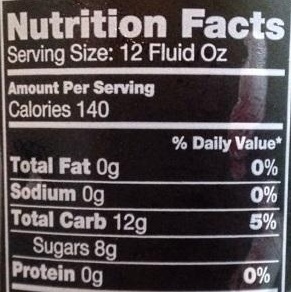 Nutrition Facts
Serving Size: 12 Fluid Oz
Amount Per Serving
Calories 140
% Daily Value*
Total Fat 0g 0%
Sodium 0g 0%
Total Carb 12g 5%
Sugars 8g
Protein 0g 0%